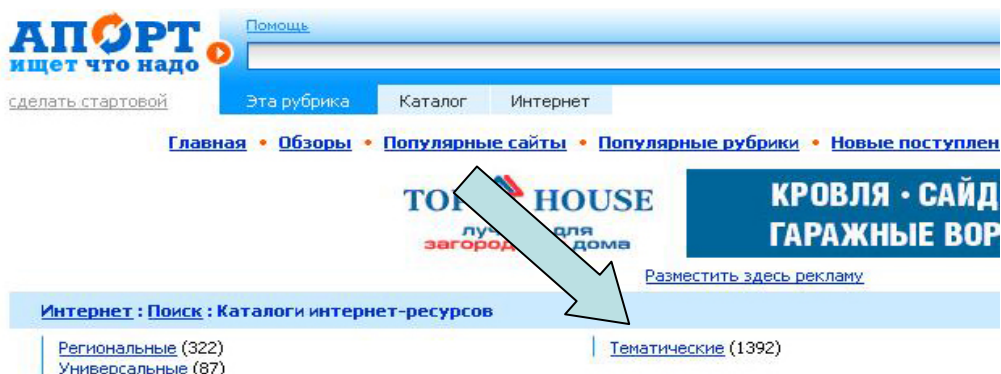 АПОРТ
ищет что надо
Помощь
сделать стартовой
Эта рубрика Каталог Интернет
Главная • Обзоры • Популярные сайты • Популярные рубрики • Новые поступлен
TOP HOUSE
загород дома
КРОВЛЯ • САЙД
ГАРАЖНЫЕ ВОР
Разместить здесь рекламу
Интернет : Поиск : Каталоги интернет-ресурсов
Региональные (322) Тематические (1392)
Универсальные (87)